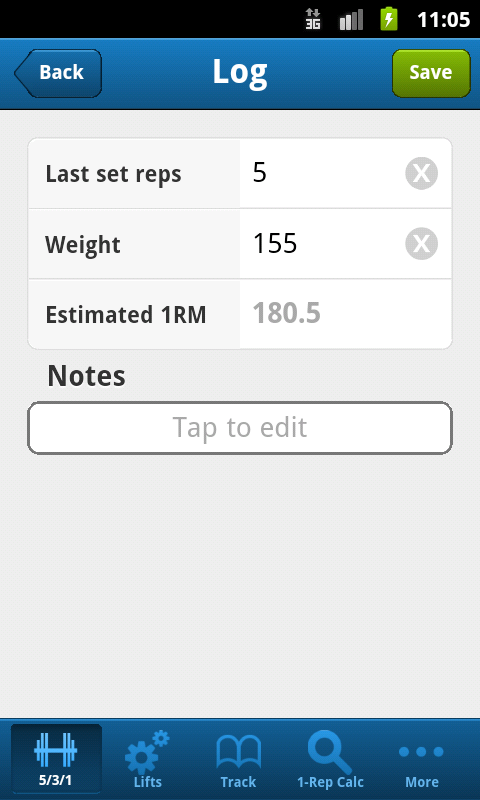 3G 11:05
Back Log Save
Last set reps 5 X
Weight 155 X
Estimated 1RM 180.5
Notes
Tap to edit
5/3/1 Lifts Track 1-Rep Calc More